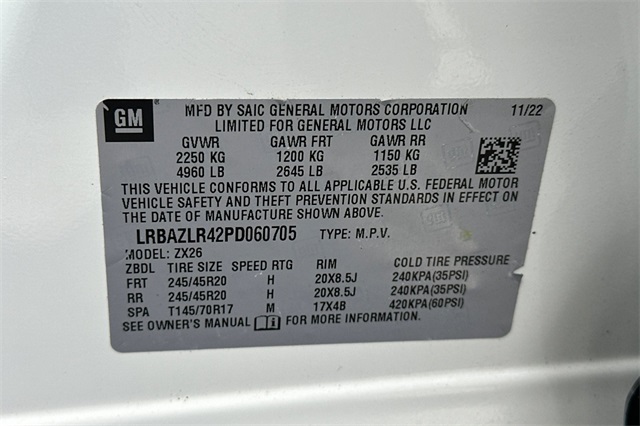 GM
MFD BY SAIC GENERAL MOTORS CORPORATION 11/22
LIMITED FOR GENERAL MOTORS LLC
GVWR GAWR FRT GAWR RR
2250 KG 1200 KG 1150 KG
4960 LB 2645 LB 2535 LB
THIS VEHICLE CONFORMS TO ALL APPLICABLE U.S. FEDERAL MOTOR
VEHICLE SAFETY AND THEFT PREVENTION STANDARDS IN EFFECT ON
THE DATE OF MANUFACTURE SHOWN ABOVE.
LRBAZLR42PD060705 TYPE: M.P.V.
MODEL: ZX26
ZBDL TIRE SIZE SPEED RTG RIM COLD TIRE PRESSURE
FRT 245/45R20 H 20X8.5J 240KPA(35PSI)
RR 245/45R20 H 20X8.5J 240KPA(35PSI)
SPA T145/70R17 M 17X4B 420KPA(60PSI)
SEE OWNER'S MANUAL FOR MORE INFORMATION